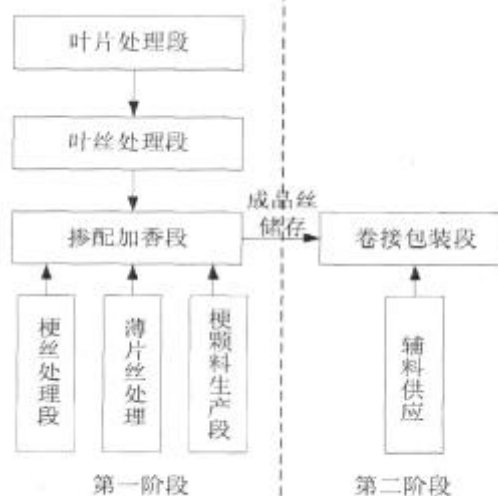 叶片处理段
叶丝处理段
成品丝
储存
掺配加香段
卷接包装段
梗丝处理段
薄片丝处理
梗颗料生产段
辅料供应
第一阶段
第二阶段